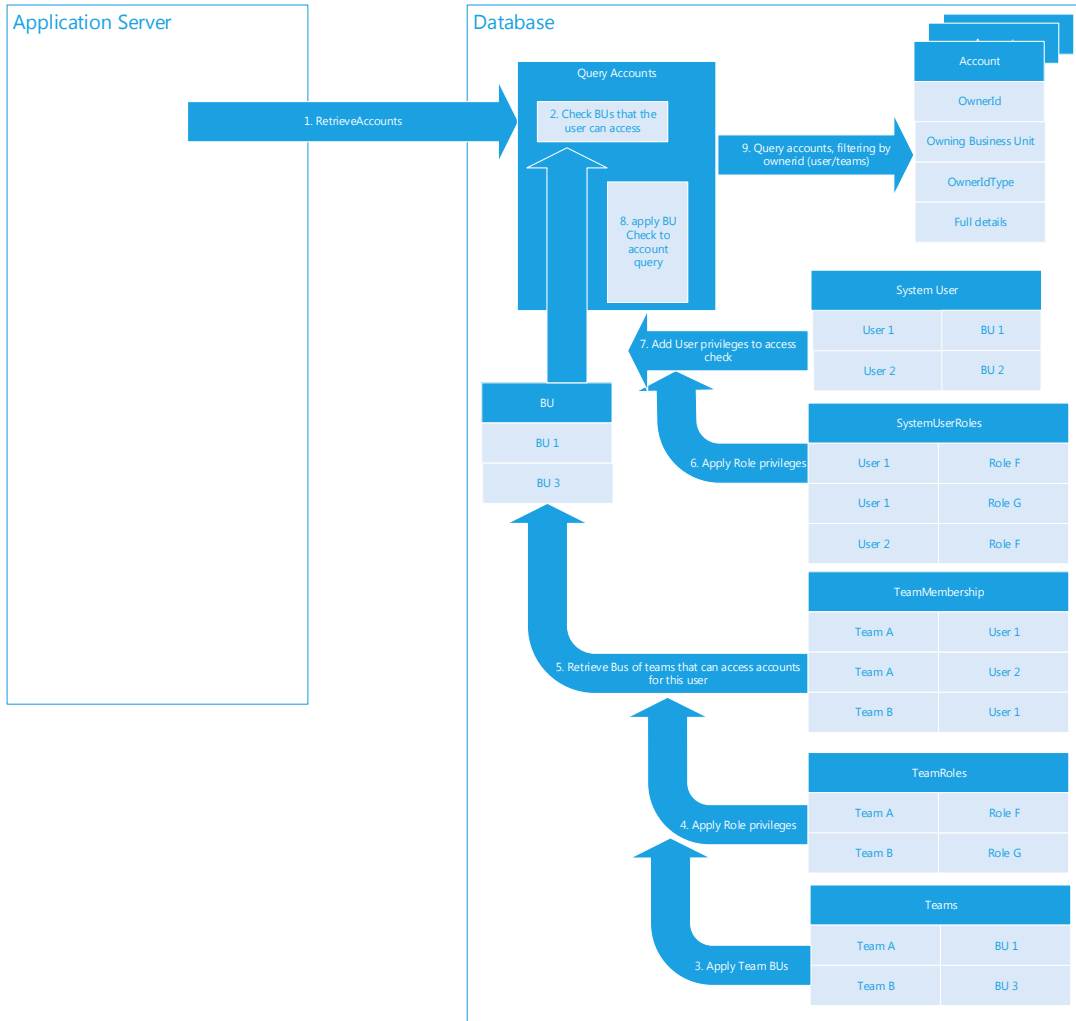 Application Server
Database
Query Accounts
1. RetrieveAccounts
2. Check BUs that the
user can access
8. apply BU
Check to
account
query
9. Query accounts, filtering by
ownerid (user/teams)
Account
OwnerId
Owning Business Unit
OwnerIdType
Full details
System User
User 1 BU 1
User 2 BU 2
7. Add User privileges to access
check
BU
BU 1
BU 3
SystemUserRoles
User 1 Role F
User 1 Role G
User 2 Role F
6. Apply Role privileges
TeamMembership
Team A User 1
Team A User 2
Team B User 1
5. Retrieve Bus of teams that can access accounts
for this user
TeamRoles
Team A Role F
Team B Role G
4. Apply Role privileges
Teams
Team A BU 1
Team B BU 3
3. Apply Team BUs